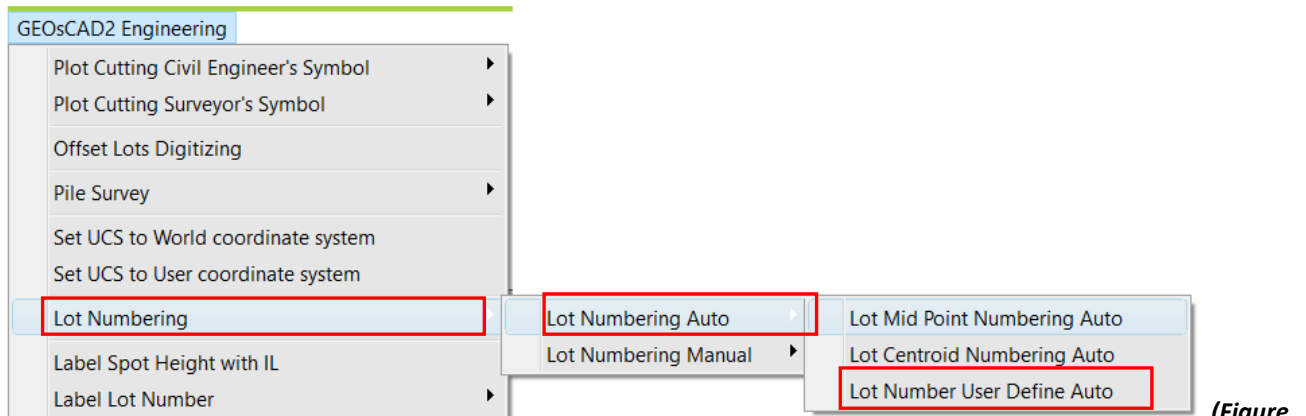 GEOsCAD2 Engineering
Plot Cutting Civil Engineer's Symbol
Plot Cutting Surveyor's Symbol
Offset Lots Digitizing
Pile Survey
Set UCS to World coordinate system
Set UCS to User coordinate system
Lot Numbering
Label Spot Height with IL
Label Lot Number
Lot Numbering Auto
Lot Numbering Manual
Lot Mid Point Numbering Auto
Lot Centroid Numbering Auto
Lot Number User Define Auto
(Figure